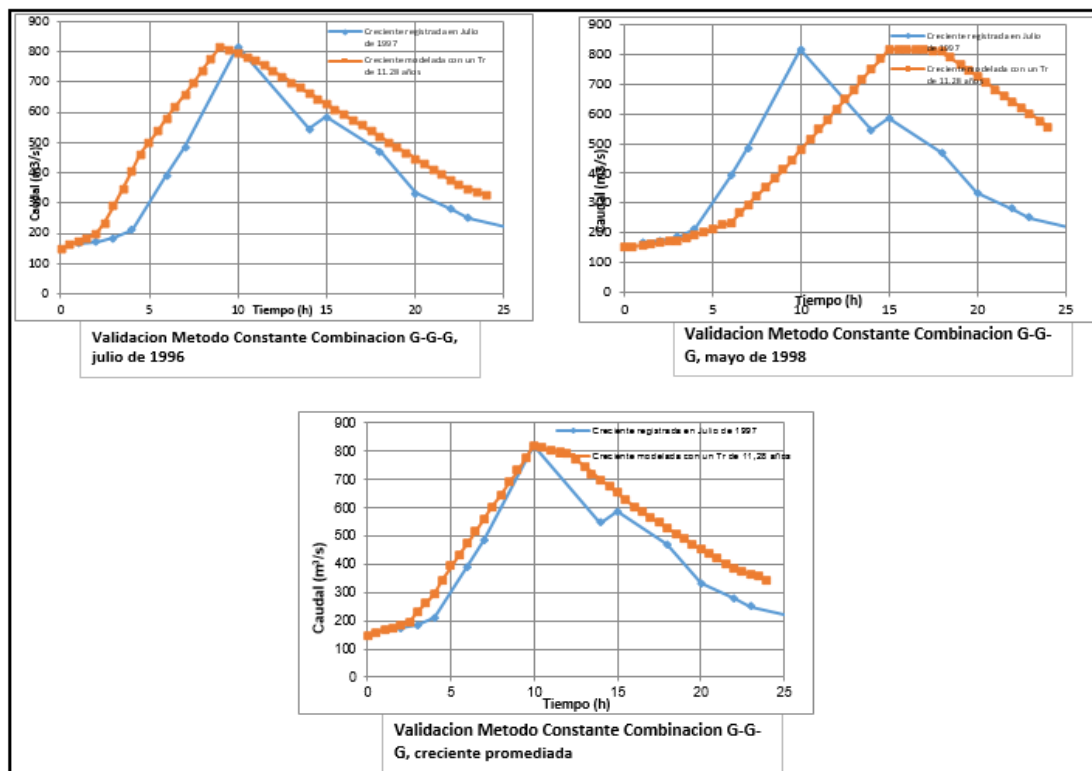 900
800
700
600
500
400
300
200
100
0
Caudal (m3/s)
0 5 10 15 20 25
Tiempo (h)
Creciente registrada en Julio
de 1997
Creciente modelada con un Tr
de 11.28 años
Validacion Metodo Constante Combinacion G-G-G,
julio de 1996
900
800
700
600
500
400
300
200
100
0
Caudal (m³/s)
0 5 10 15 20 25
Tiempo (h)
Creciente registrada en Julio de
1997
Creciente modelada con un Tr de
11,28 años
Validacion Metodo Constante Combinacion G-G-
G, mayo de 1998
900
800
700
600
500
400
300
200
100
0
Caudal (m³/s)
0 5 10 15 20 25
Tiempo (h)
Creciente registrada en Julio de 1997
Creciente modelada con un Tr de 11,28 años
Validacion Metodo Constante Combinacion G-G-
G, creciente promediada